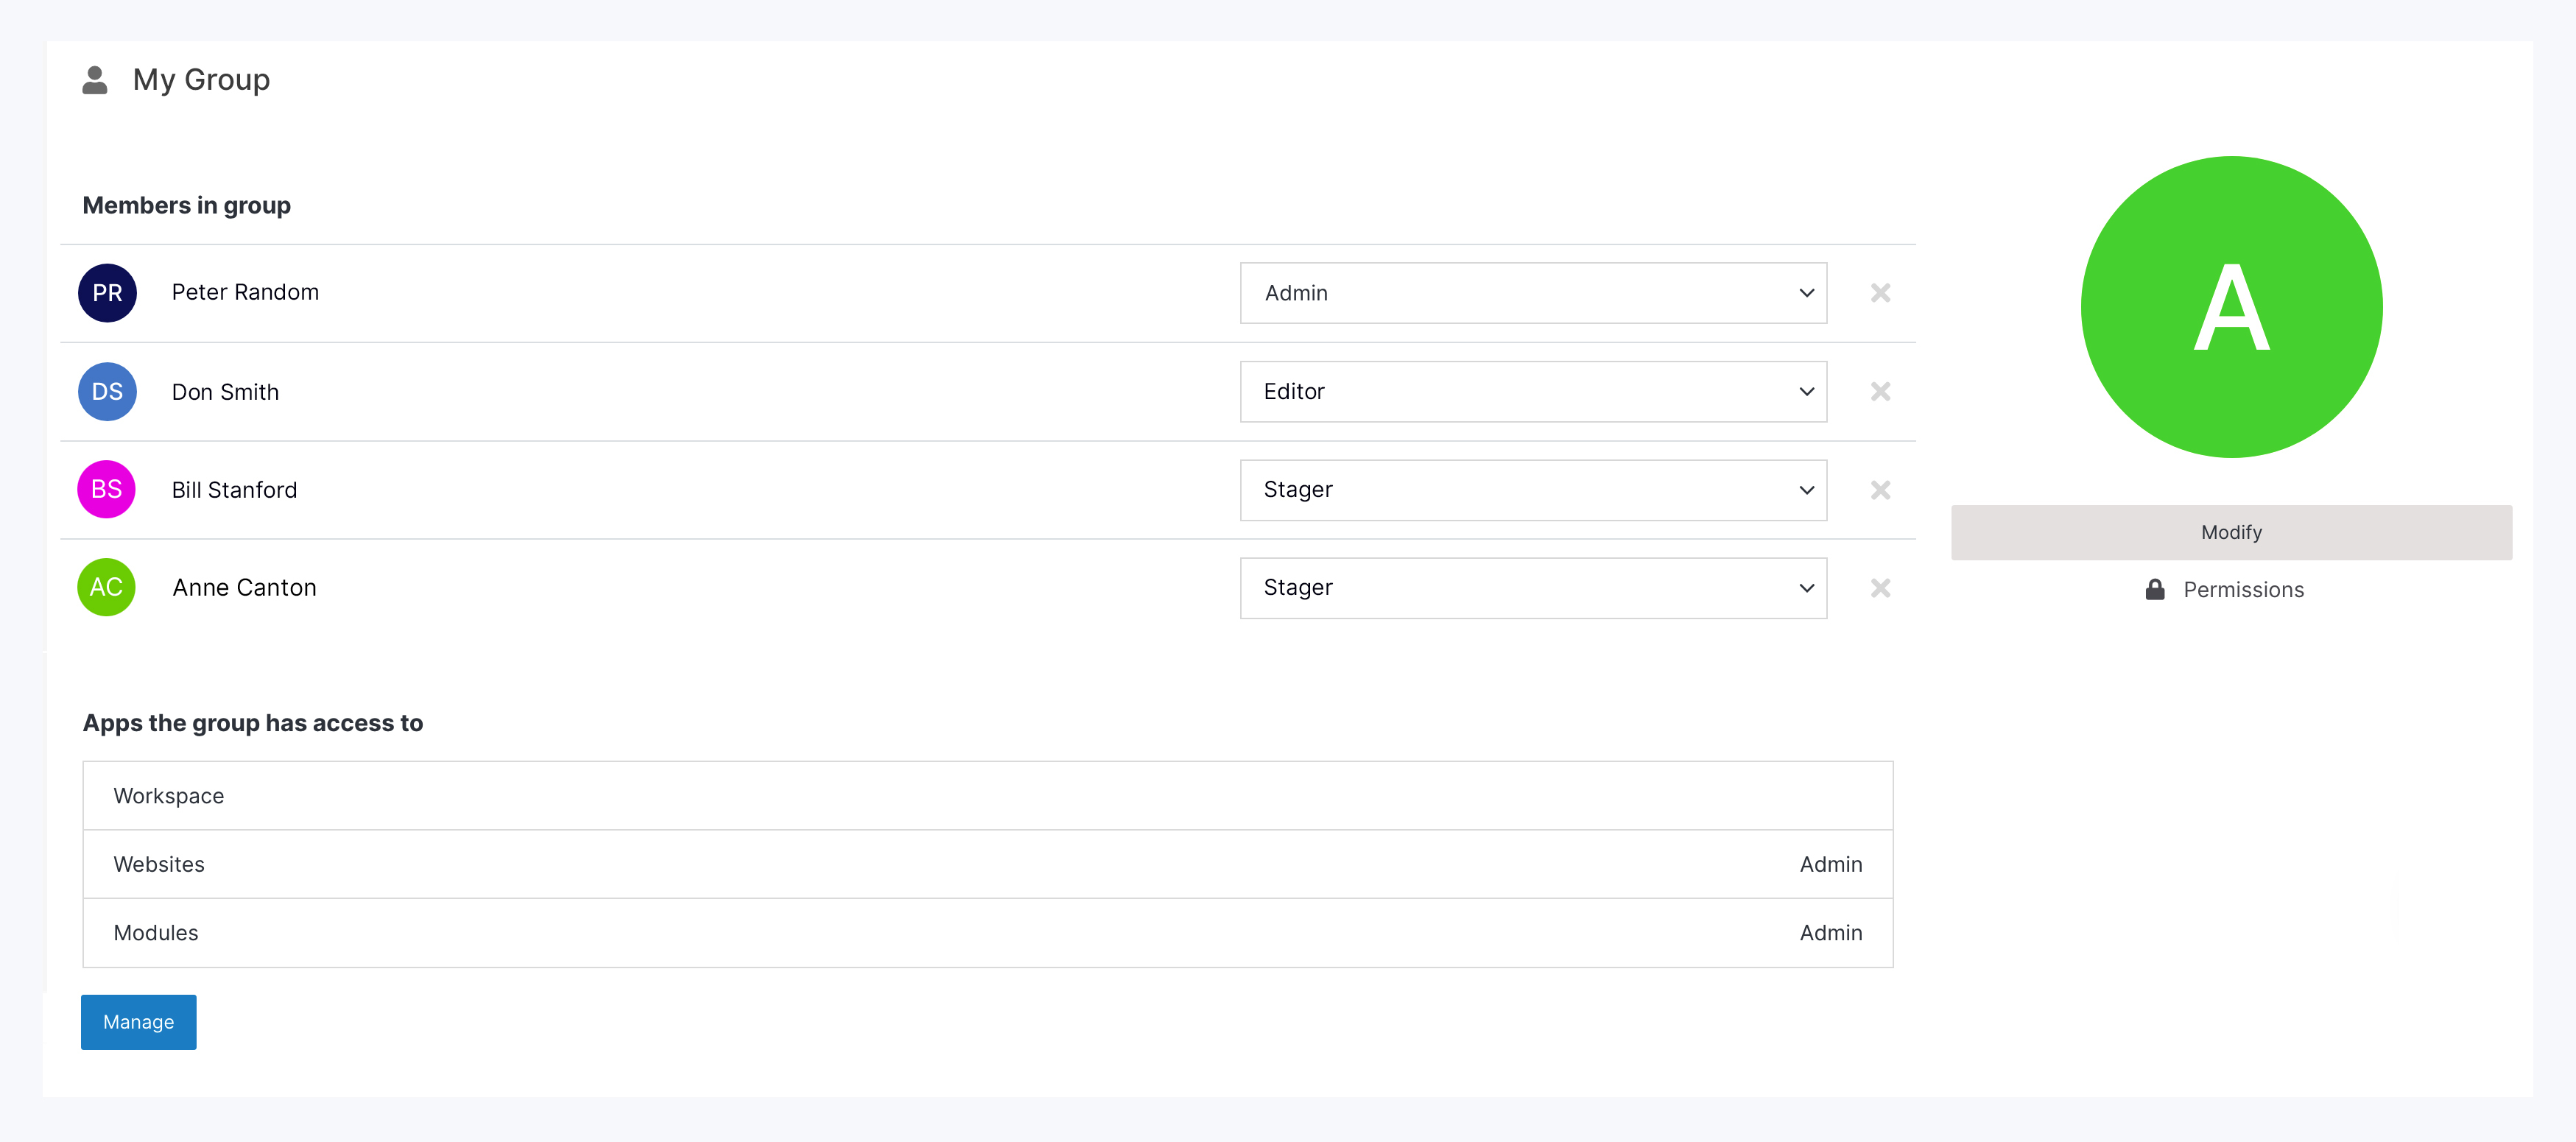 My Group
Members in group
PR Peter Random Admin
DS Don Smith Editor
BS Bill Stanford Stager
AC Anne Canton Stager
A
Modify
Permissions
Apps the group has access to
Workspace
Websites Admin
Modules Admin
Manage